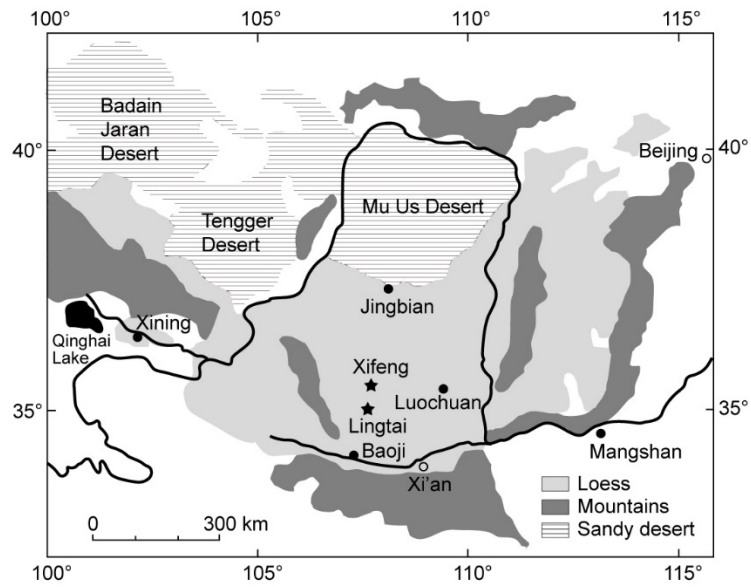 100°
105°
110°
115°
Badain
Jaran
Desert
40°
40°
Beijing
Tengger
Desert
Mu Us Desert
Jingbian
Xining
Qinghai
Lake
Xifeng
Luochuan
35°
35°
Lingtai
Baoji
Mangshan
Xi'an
Loess
Mountains
Sandy desert
0
300 km
100°
105°
110°
115°